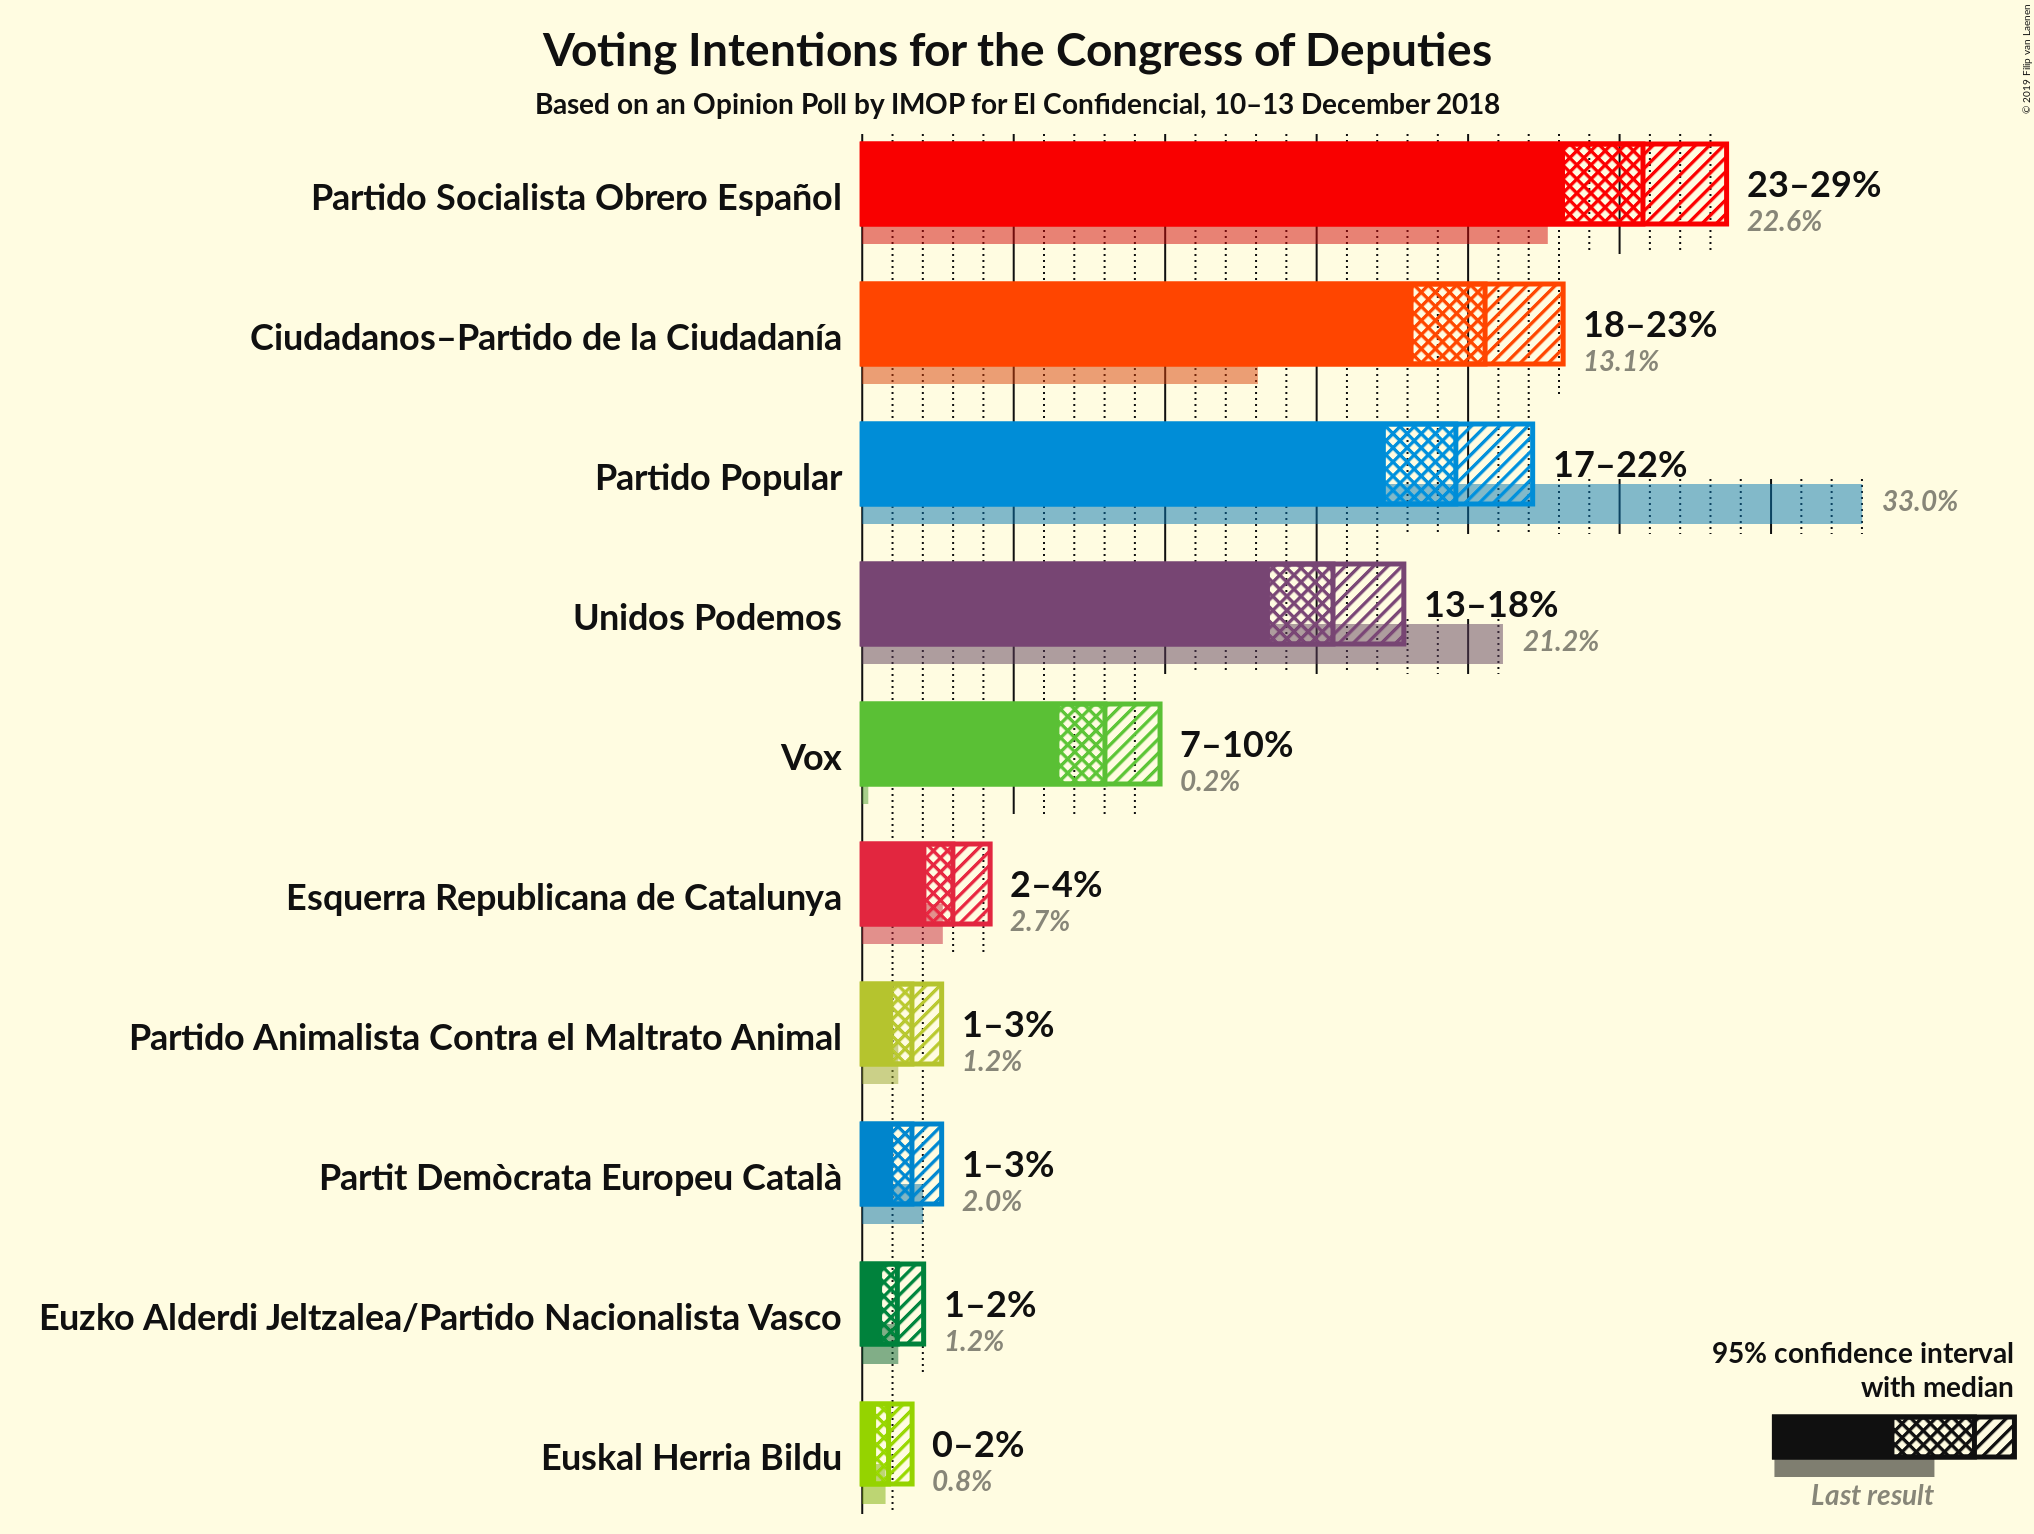 Voting Intentions for the Congress of Deputies
Based on an Opinion Poll by IMOP for El Confidencial, 10–13 December 2018
© 2019 Filip van Laenen
Partido Socialista Obrero Español
23–29%
22.6%
Ciudadanos–Partido de la Ciudadanía
18–23%
13.1%
Partido Popular
17–22%
33.0%
Unidos Podemos
13–18%
21.2%
Vox
7–10%
0.2%
Esquerra Republicana de Catalunya
2–4%
2.7%
Partido Animalista Contra el Maltrato Animal
1–3%
1.2%
Partit Demòcrata Europeu Català
1–3%
2.0%
Euzko Alderdi Jeltzalea/Partido Nacionalista Vasco
1–2%
1.2%
Euskal Herria Bildu
0–2%
0.8%
95% confidence interval
with median
Last result